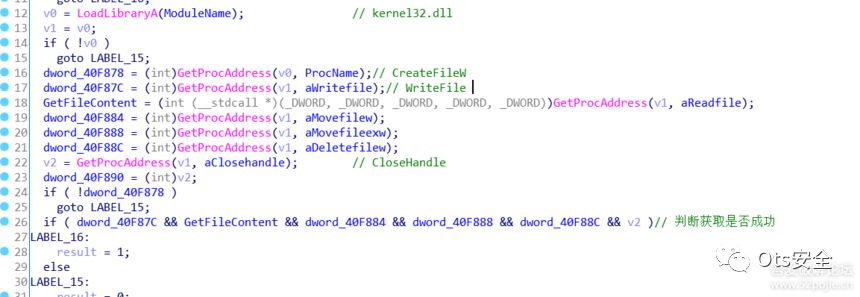 11 goto LABEL_16;
12 v0 = LoadLibraryA(ModuleName); // kernel32.dll
13 v1 = v0;
14 if ( !v0 )
15 goto LABEL_15;
16 dword_40F878 = (int)GetProcAddress(v0, ProcName);// CreateFileW
17 dword_40F87C = (int)GetProcAddress(v1, aWritefile);// WriteFile
18 GetFileContent = (int (__stdcall *)(_DWORD, _DWORD, _DWORD, _DWORD, _DWORD))GetProcAddress(v1, aReadfile);
19 dword_40F884 = (int)GetProcAddress(v1, aMovefilew);
20 dword_40F888 = (int)GetProcAddress(v1, aMovefileexw);
21 dword_40F88C = (int)GetProcAddress(v1, aDeletefilew);
22 v2 = GetProcAddress(v1, aClosehandle); // CloseHandle
23 dword_40F890 = (int)v2;
24 if ( !dword_40F878 )
25 goto LABEL_15;
26 if ( dword_40F87C && GetFileContent && dword_40F884 && dword_40F888 && dword_40F88C && v2 )// 判断获取是否成功
27 LABEL_16:
28 result = 1;
29 else
30 LABEL_15:
31 result = 0;
Ots安全
www.52pojie.cn